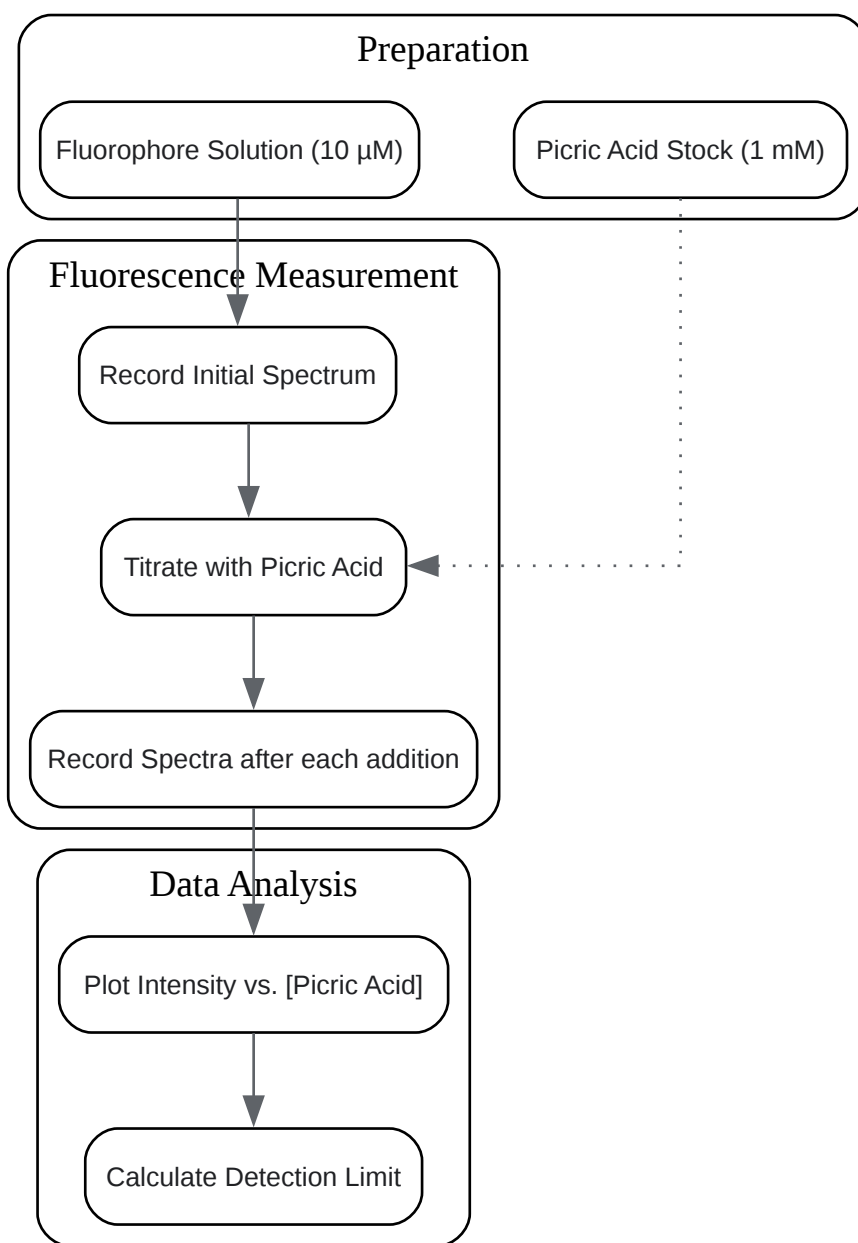 Preparation
Fluorophore Solution (10 µM)
Picric Acid Stock (1 mM)
Fluorescence Measurement
Record Initial Spectrum
Titrate with Picric Acid
Record Spectra after each addition
Data Analysis
Plot Intensity vs. [Picric Acid]
Calculate Detection Limit